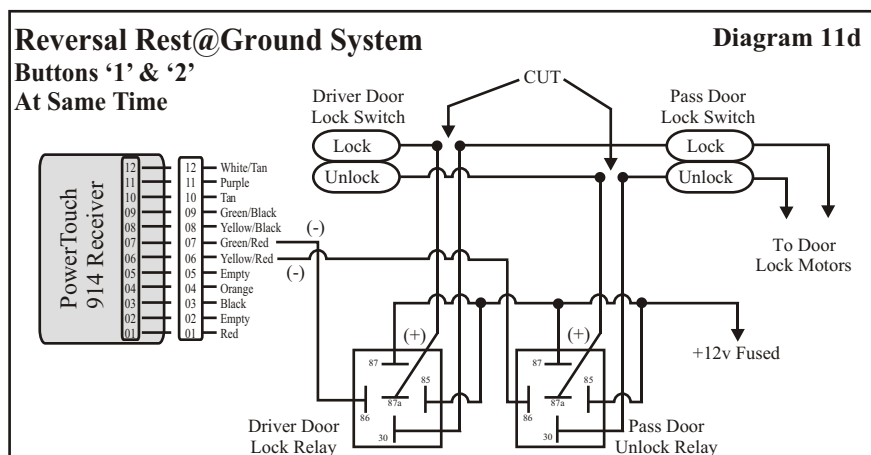 Reversal Rest@Ground System
Buttons ‘1’ & ‘2’
At Same Time
Diagram 11d
CUT
Driver Door
Lock Switch
Pass Door
Lock Switch
Lock
Unlock
Lock
Unlock
To Door
Lock Motors
PowerTouch
914 Receiver
12 12 White/Tan
11 11 Purple
10 10 Tan
09 09 Green/Black
08 08 Yellow/Black
07 07 Green/Red
06 06 Yellow/Red
05 05 Empty
04 04 Orange
03 03 Black
02 02 Empty
01 01 Red
(-)
(-)
(+)
(+)
+12v Fused
87
85
87a
86
30
87
85
87a
86
30
Driver Door
Lock Relay
Pass Door
Unlock Relay